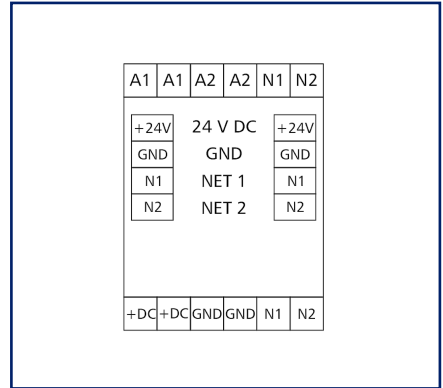 A1 A1 A2 A2 N1 N2
+24V 24 V DC +24V
GND GND GND
N1 NET 1 N1
N2 NET 2 N2
+DC +DC GND GND N1 N2